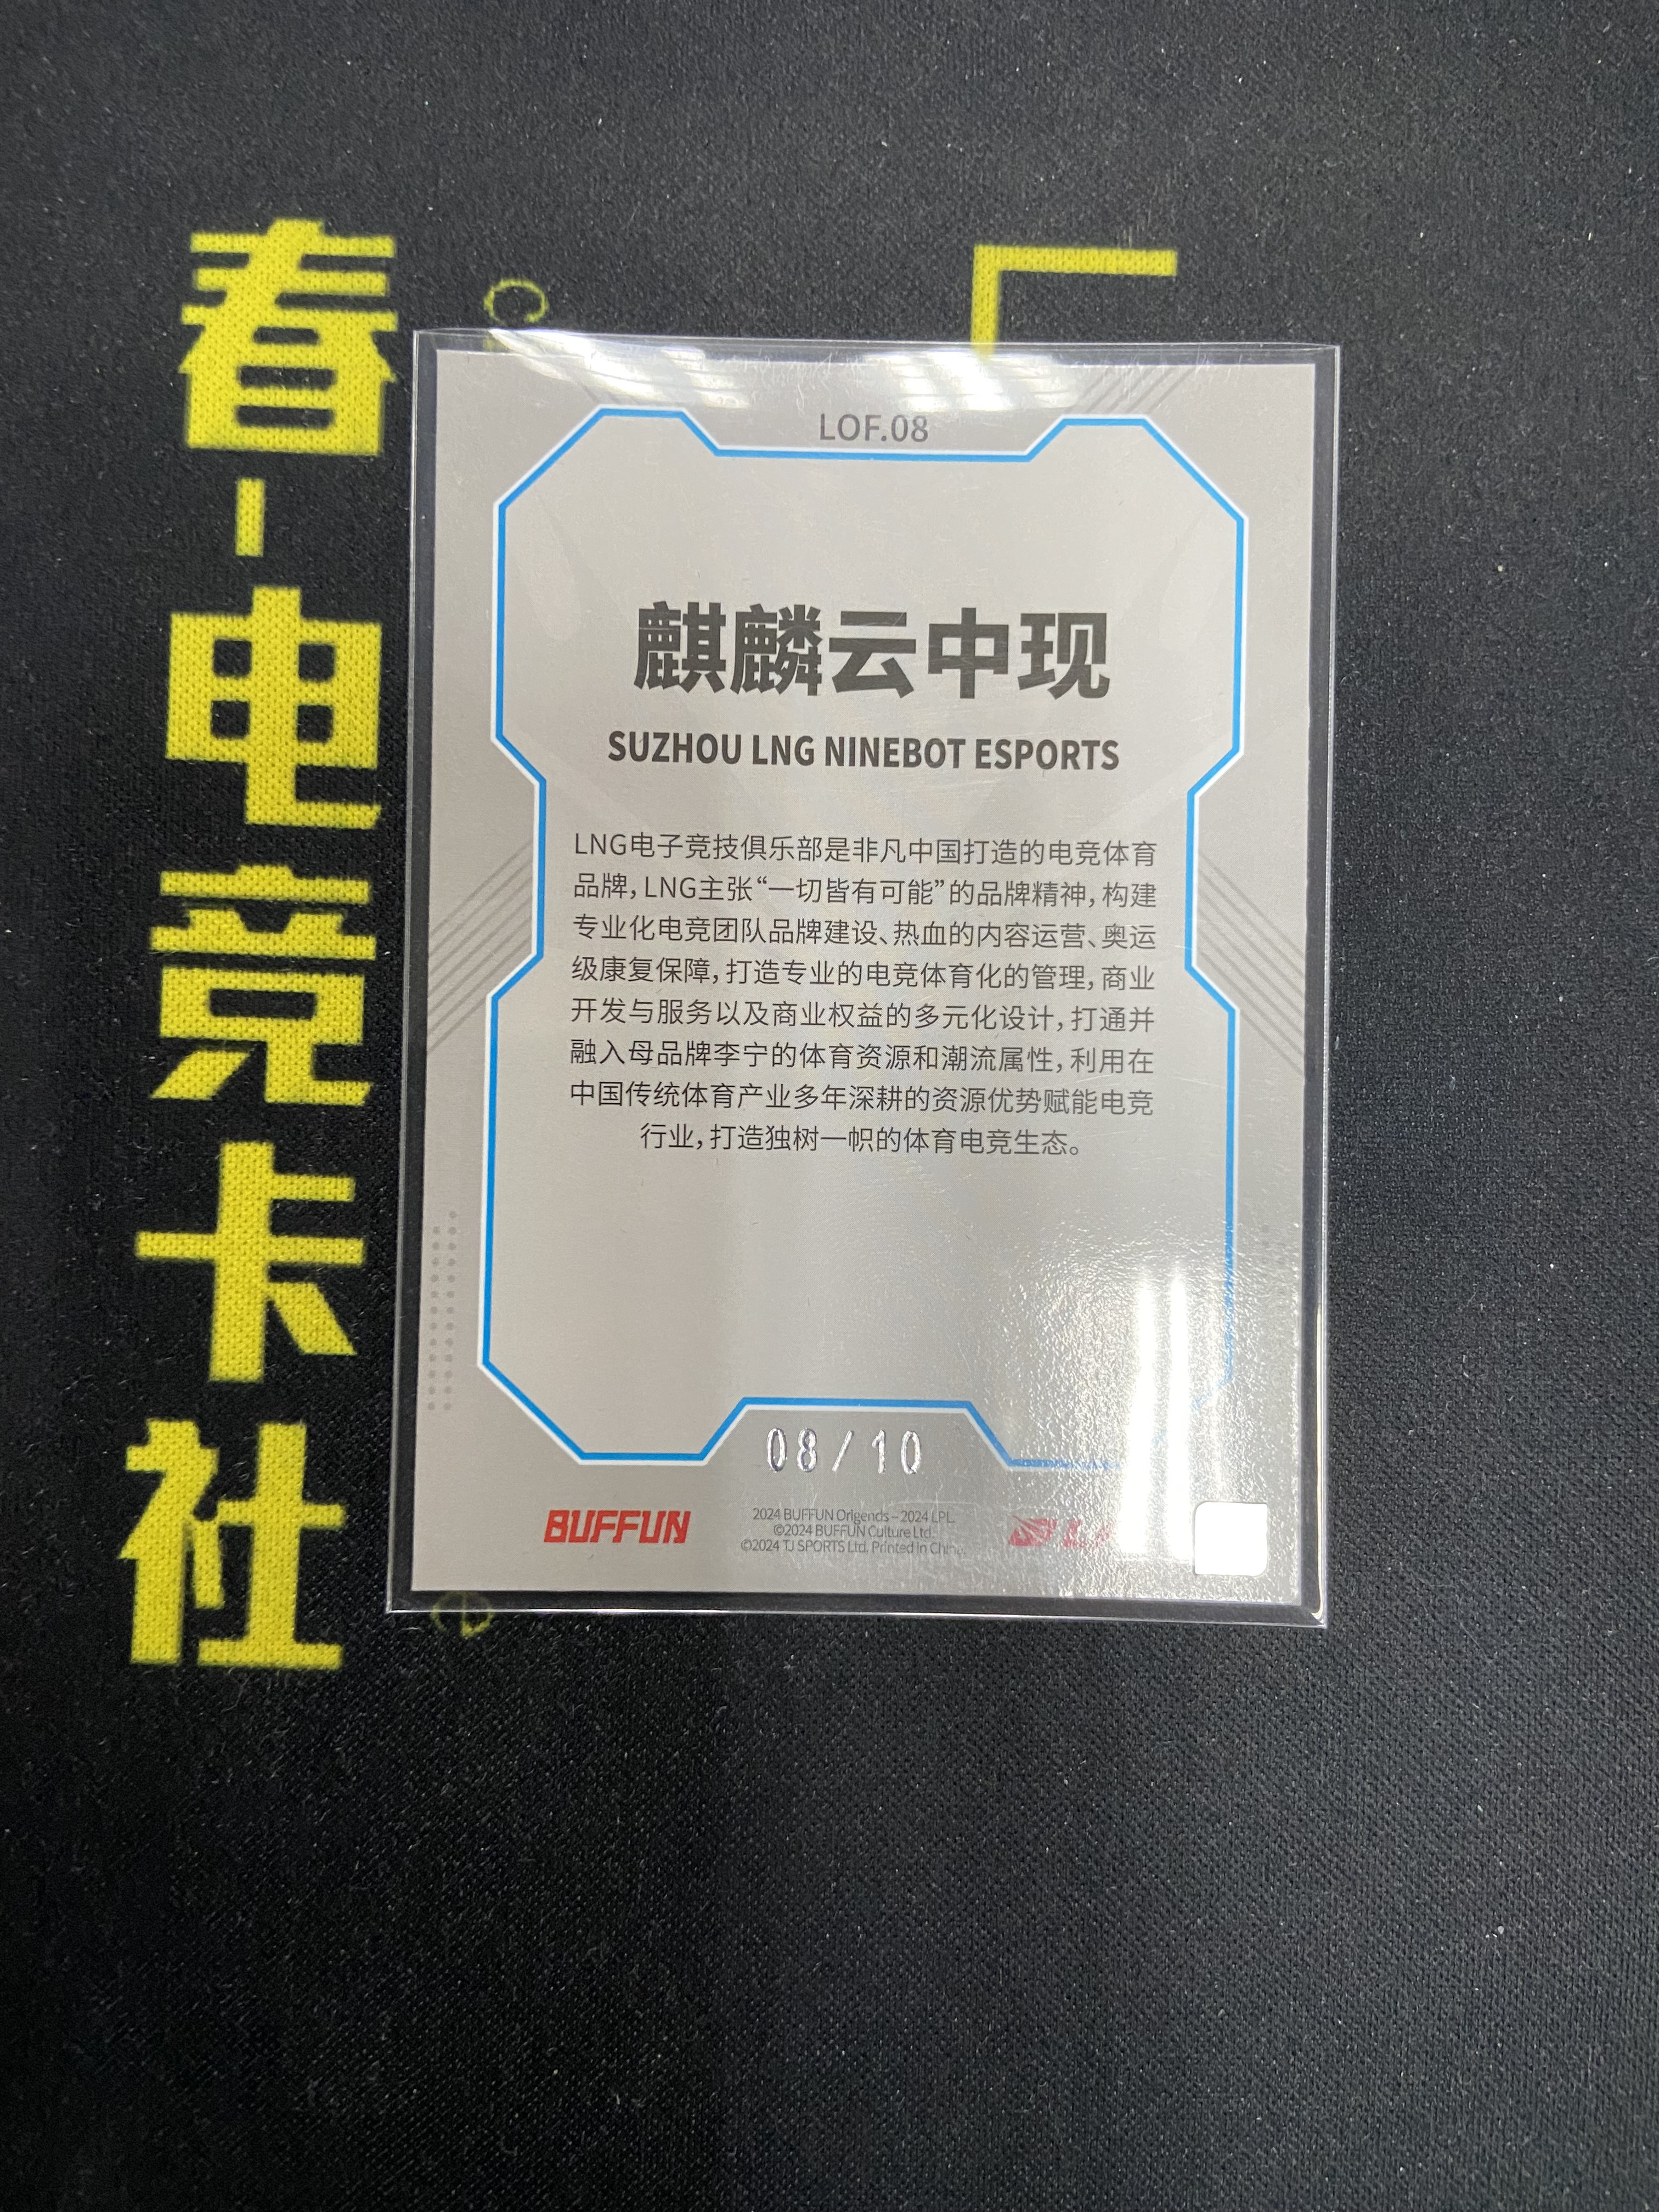 春-电竞卡社
LOF.08
麒麟云中现
SUZHOU LNG NINEBOT ESPORTS
LNG电子竞技俱乐部是非凡中国打造的电竞体育
品牌，LNG主张“一切皆有可能”的品牌精神，构建
专业化电竞团队品牌建设、热血的内容运营、奥运
级康复保障，打造专业的电竞体育化的管理，商业
开发与服务以及商业权益的多元化设计，打通并
融入母品牌李宁的体育资源和潮流属性，利用在
中国传统体育产业多年深耕的资源优势赋能电竞
行业，打造独树一帜的体育电竞生态。
08/10
BUFFUN
2024 BUFFUN Origends – 2024 LPL.
©2024 BUFFUN Culture Ltd.
©2024 TJ SPORTS Ltd. Printed in China.